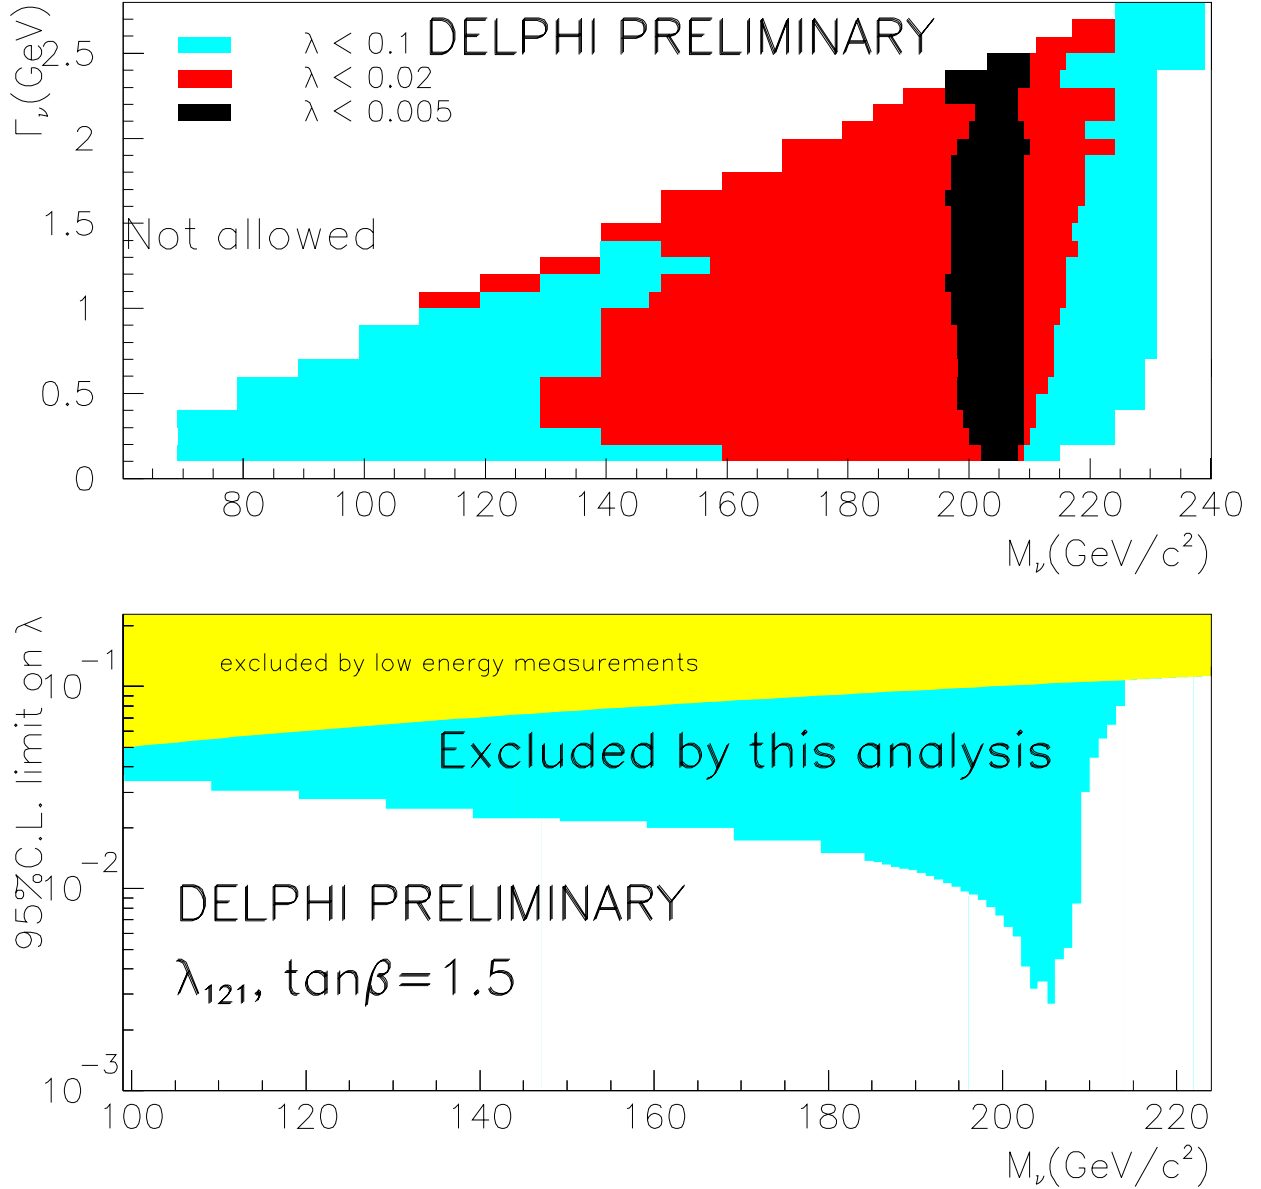 DELPHI PRELIMINARY
λ < 0.1
λ < 0.02
λ < 0.005
Not allowed
Γν(GeV)
2.5
2
1.5
1
0.5
0
80 100 120 140 160 180 200 220 240
Mν(GeV/c²)
95%C.L. limit on λ
10⁻¹
10⁻²
10⁻³
excluded by low energy measurements
Excluded by this analysis
DELPHI PRELIMINARY
λ₁₂₁, tanβ=1.5
100 120 140 160 180 200 220
Mν(GeV/c²)